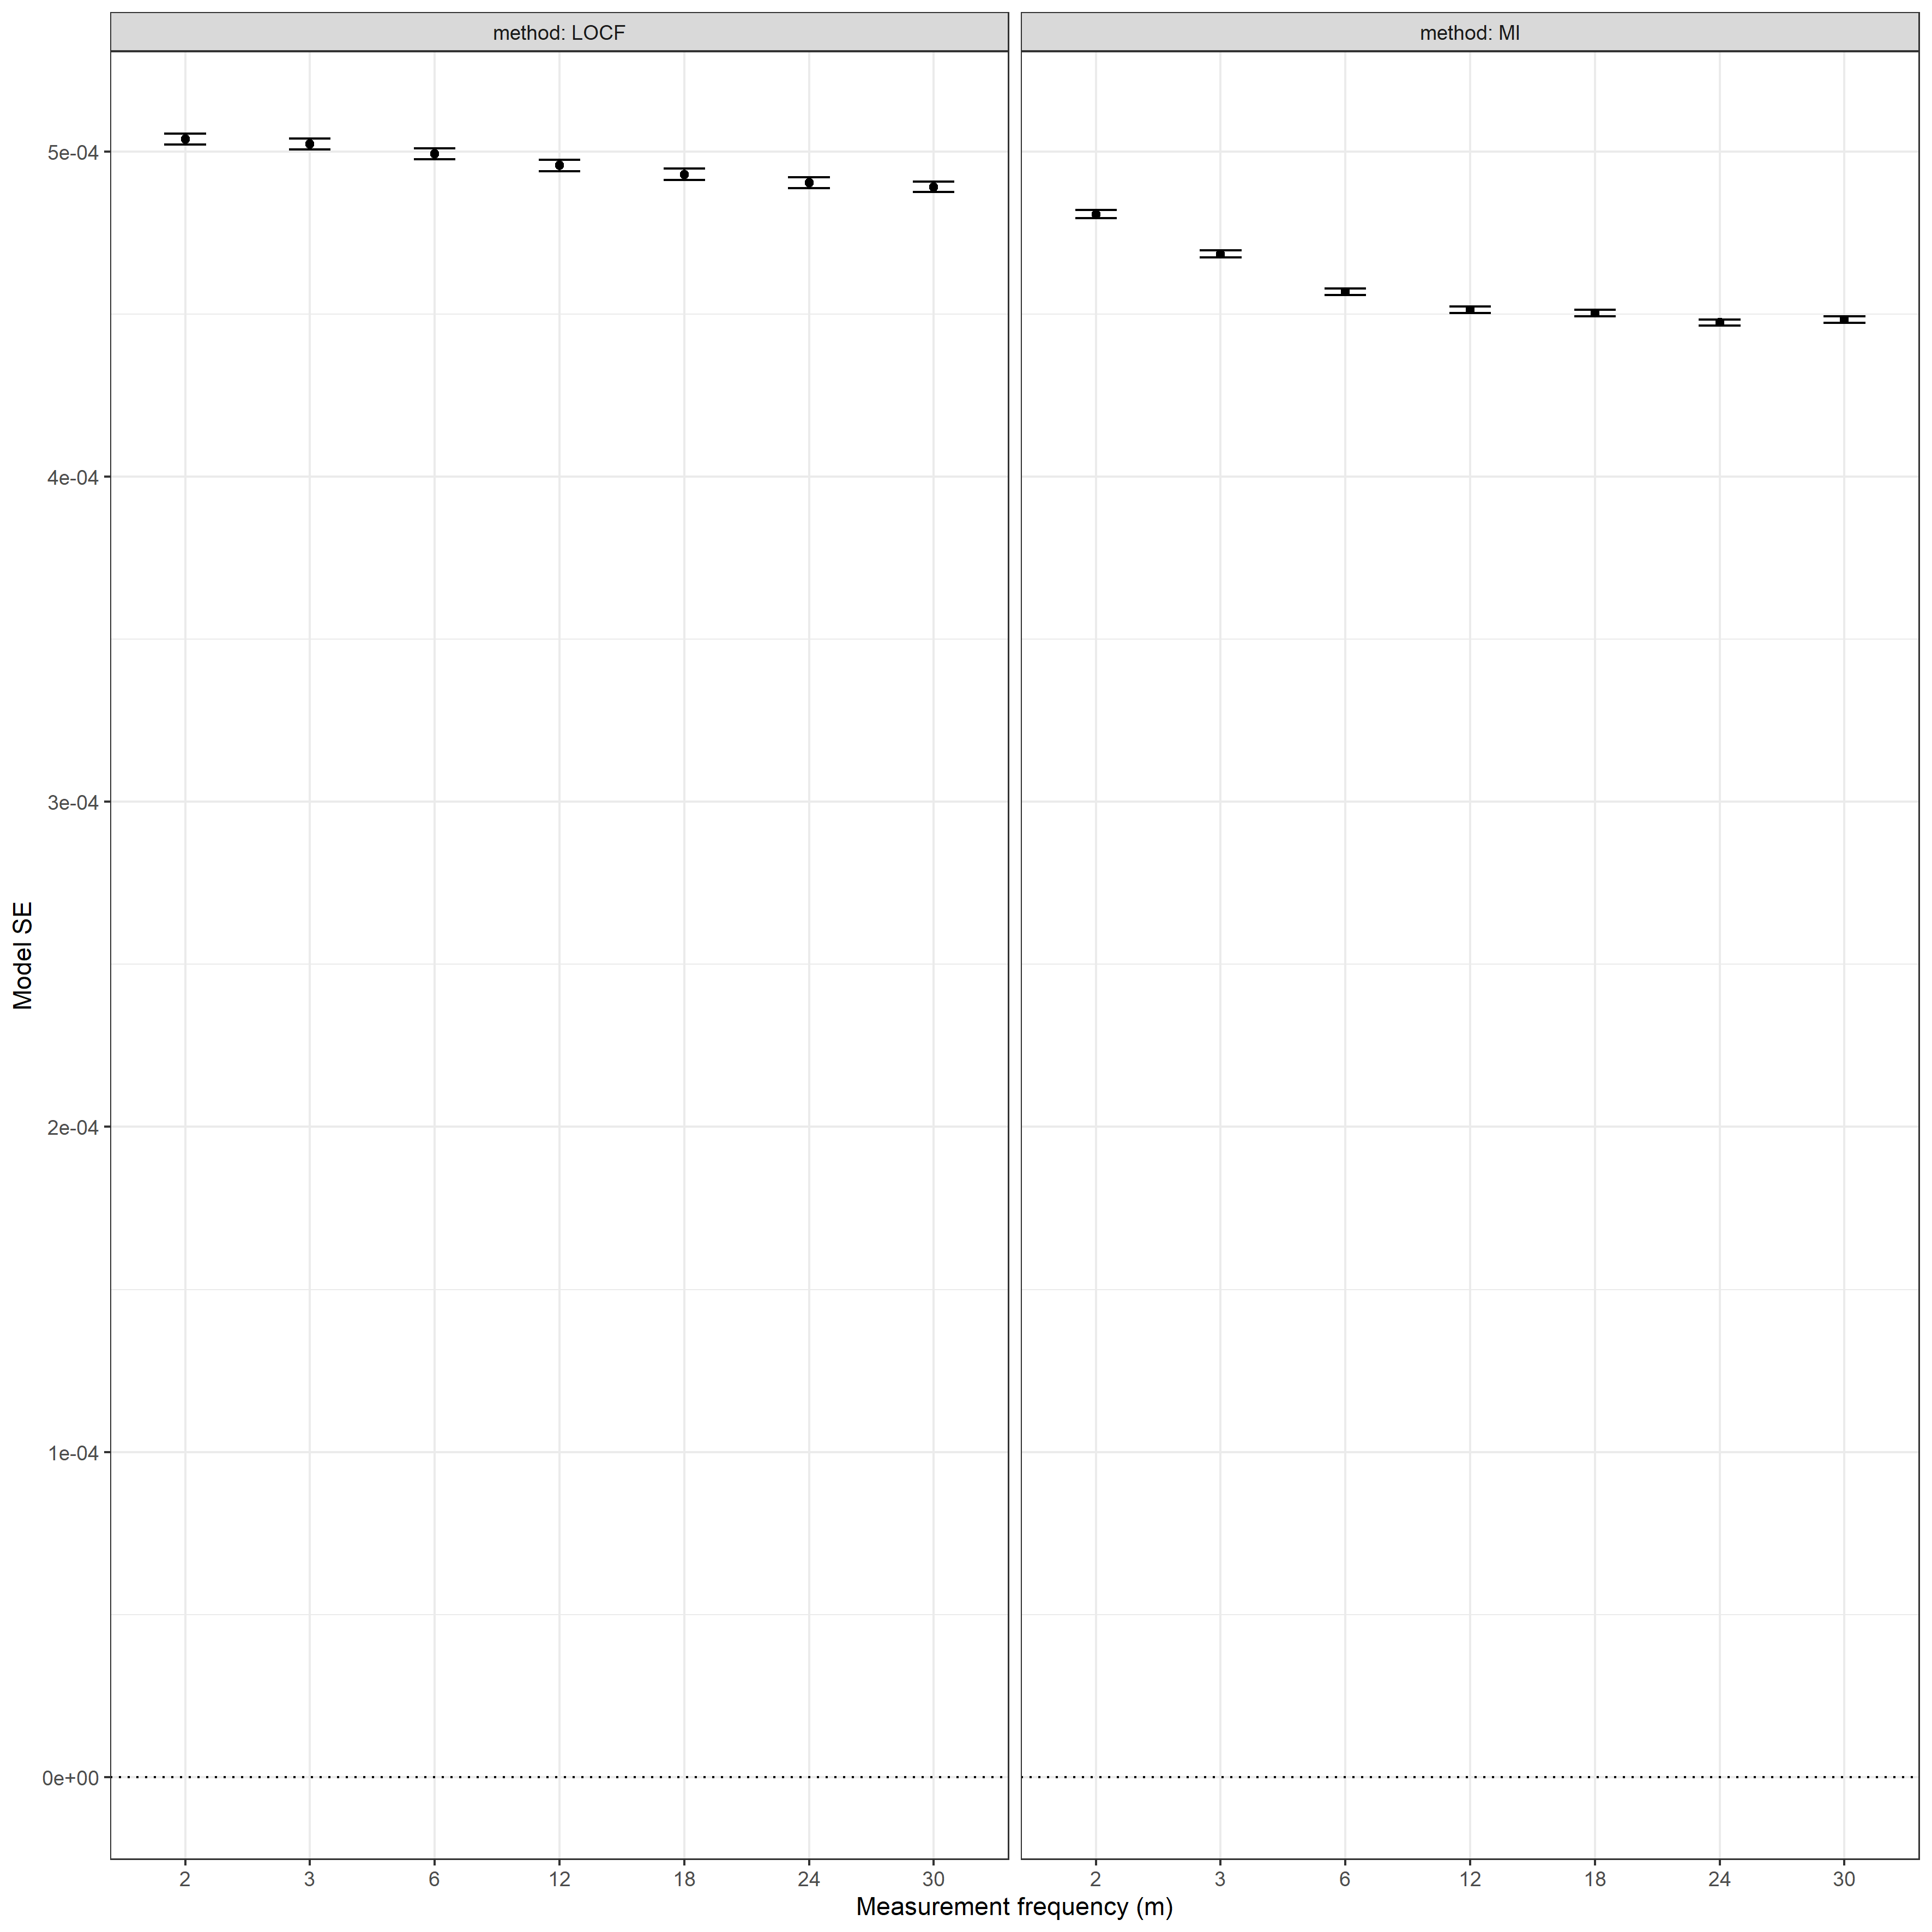 method: LOCF
method: MI
5e-04
4e-04
3e-04
2e-04
1e-04
0e+00
Model SE
2 3 6 12 18 24 30
2 3 6 12 18 24 30
Measurement frequency (m)